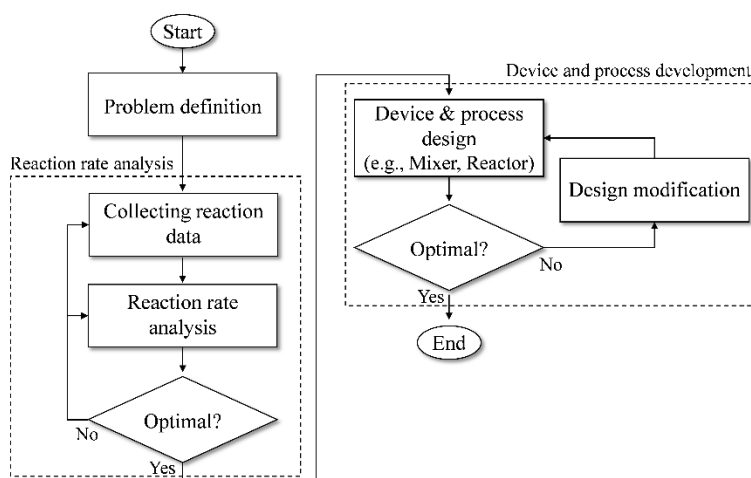 Start
Problem definition
Reaction rate analysis
Collecting reaction
data
Reaction rate
analysis
Optimal?
No
Yes
Device and process development
Device & process
design
(e.g., Mixer, Reactor)
Design modification
Optimal?
No
Yes
End